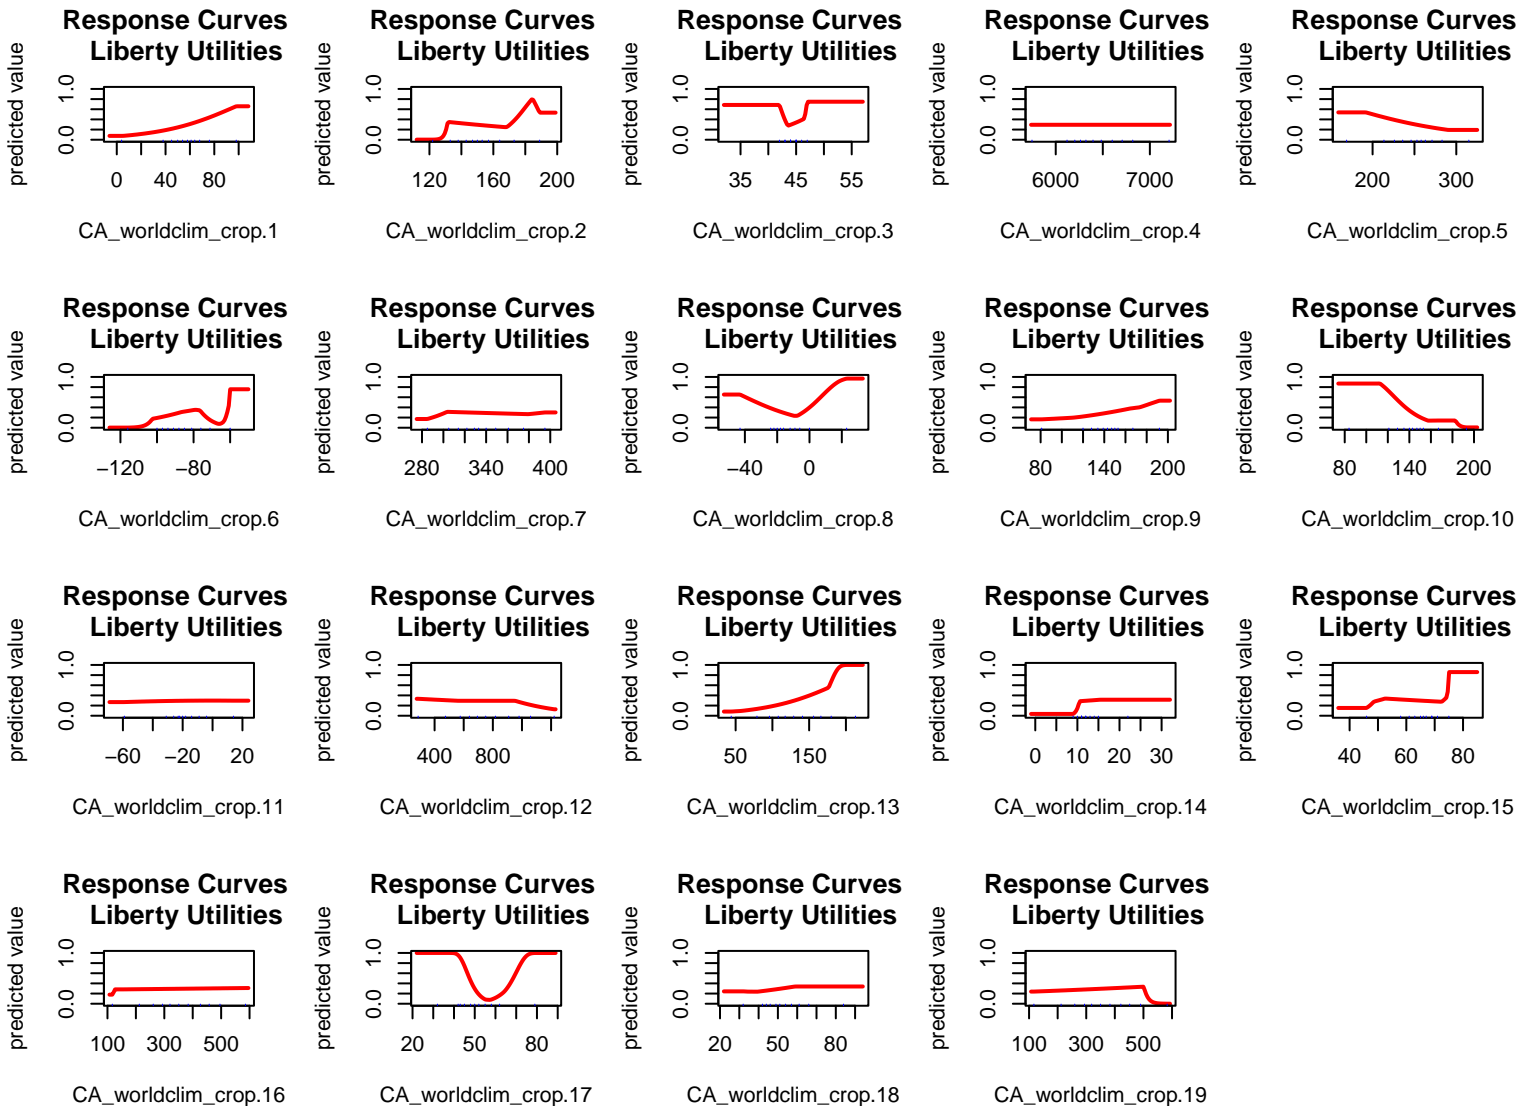 Response Curves
Liberty Utilities
predicted value
0.0 1.0
0 40 80
CA_worldclim_crop.1
Response Curves
Liberty Utilities
predicted value
0.0 1.0
120 160 200
CA_worldclim_crop.2
Response Curves
Liberty Utilities
predicted value
0.0 1.0
35 45 55
CA_worldclim_crop.3
Response Curves
Liberty Utilities
predicted value
0.0 1.0
6000 7000
CA_worldclim_crop.4
Response Curves
Liberty Utilities
predicted value
0.0 1.0
200 300
CA_worldclim_crop.5
Response Curves
Liberty Utilities
predicted value
0.0 1.0
−120 −80
CA_worldclim_crop.6
Response Curves
Liberty Utilities
predicted value
0.0 1.0
280 340 400
CA_worldclim_crop.7
Response Curves
Liberty Utilities
predicted value
0.0 1.0
−40 0
CA_worldclim_crop.8
Response Curves
Liberty Utilities
predicted value
0.0 1.0
80 140 200
CA_worldclim_crop.9
Response Curves
Liberty Utilities
predicted value
0.0 1.0
80 140 200
CA_worldclim_crop.10
Response Curves
Liberty Utilities
predicted value
0.0 1.0
−60 −20 20
CA_worldclim_crop.11
Response Curves
Liberty Utilities
predicted value
0.0 1.0
400 800
CA_worldclim_crop.12
Response Curves
Liberty Utilities
predicted value
0.0 1.0
50 150
CA_worldclim_crop.13
Response Curves
Liberty Utilities
predicted value
0.0 1.0
0 10 20 30
CA_worldclim_crop.14
Response Curves
Liberty Utilities
predicted value
0.0 1.0
40 60 80
CA_worldclim_crop.15
Response Curves
Liberty Utilities
predicted value
0.0 1.0
100 300 500
CA_worldclim_crop.16
Response Curves
Liberty Utilities
predicted value
0.0 1.0
20 50 80
CA_worldclim_crop.17
Response Curves
Liberty Utilities
predicted value
0.0 1.0
20 50 80
CA_worldclim_crop.18
Response Curves
Liberty Utilities
predicted value
0.0 1.0
100 300 500
CA_worldclim_crop.19